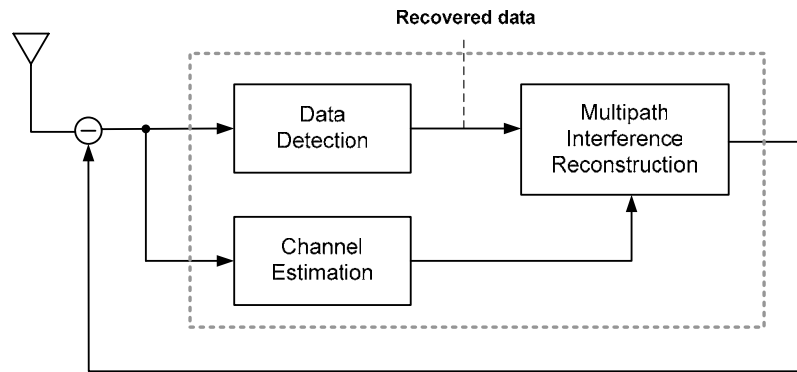 Recovered data
Data
Detection
Multipath
Interference
Reconstruction
Channel
Estimation